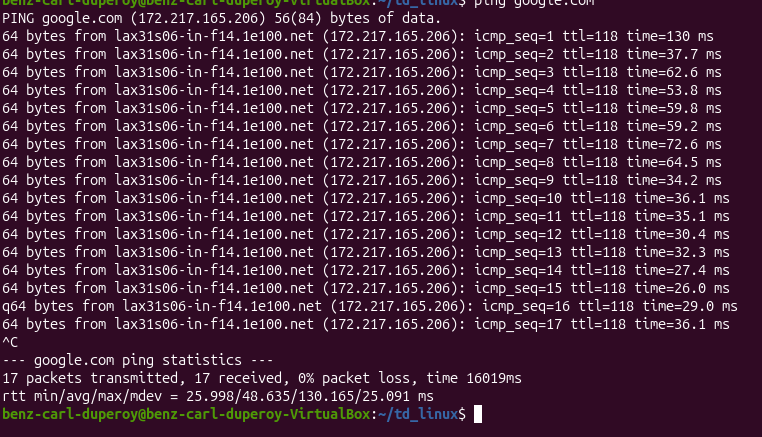 benz-carl-duperoy@benz-carl-duperoy-VirtualBox:~/td_linux$ ping google.com
PING google.com (172.217.165.206) 56(84) bytes of data.
64 bytes from lax31s06-in-f14.1e100.net (172.217.165.206): icmp_seq=1 ttl=118 time=130 ms
64 bytes from lax31s06-in-f14.1e100.net (172.217.165.206): icmp_seq=2 ttl=118 time=37.7 ms
64 bytes from lax31s06-in-f14.1e100.net (172.217.165.206): icmp_seq=3 ttl=118 time=62.6 ms
64 bytes from lax31s06-in-f14.1e100.net (172.217.165.206): icmp_seq=4 ttl=118 time=53.8 ms
64 bytes from lax31s06-in-f14.1e100.net (172.217.165.206): icmp_seq=5 ttl=118 time=59.8 ms
64 bytes from lax31s06-in-f14.1e100.net (172.217.165.206): icmp_seq=6 ttl=118 time=59.2 ms
64 bytes from lax31s06-in-f14.1e100.net (172.217.165.206): icmp_seq=7 ttl=118 time=72.6 ms
64 bytes from lax31s06-in-f14.1e100.net (172.217.165.206): icmp_seq=8 ttl=118 time=64.5 ms
64 bytes from lax31s06-in-f14.1e100.net (172.217.165.206): icmp_seq=9 ttl=118 time=34.2 ms
64 bytes from lax31s06-in-f14.1e100.net (172.217.165.206): icmp_seq=10 ttl=118 time=36.1 ms
64 bytes from lax31s06-in-f14.1e100.net (172.217.165.206): icmp_seq=11 ttl=118 time=35.1 ms
64 bytes from lax31s06-in-f14.1e100.net (172.217.165.206): icmp_seq=12 ttl=118 time=30.4 ms
64 bytes from lax31s06-in-f14.1e100.net (172.217.165.206): icmp_seq=13 ttl=118 time=32.3 ms
64 bytes from lax31s06-in-f14.1e100.net (172.217.165.206): icmp_seq=14 ttl=118 time=27.4 ms
64 bytes from lax31s06-in-f14.1e100.net (172.217.165.206): icmp_seq=15 ttl=118 time=26.0 ms
q64 bytes from lax31s06-in-f14.1e100.net (172.217.165.206): icmp_seq=16 ttl=118 time=29.0 ms
64 bytes from lax31s06-in-f14.1e100.net (172.217.165.206): icmp_seq=17 ttl=118 time=36.1 ms
^C
--- google.com ping statistics ---
17 packets transmitted, 17 received, 0% packet loss, time 16019ms
rtt min/avg/max/mdev = 25.998/48.635/130.165/25.091 ms
benz-carl-duperoy@benz-carl-duperoy-VirtualBox:~/td_linux$